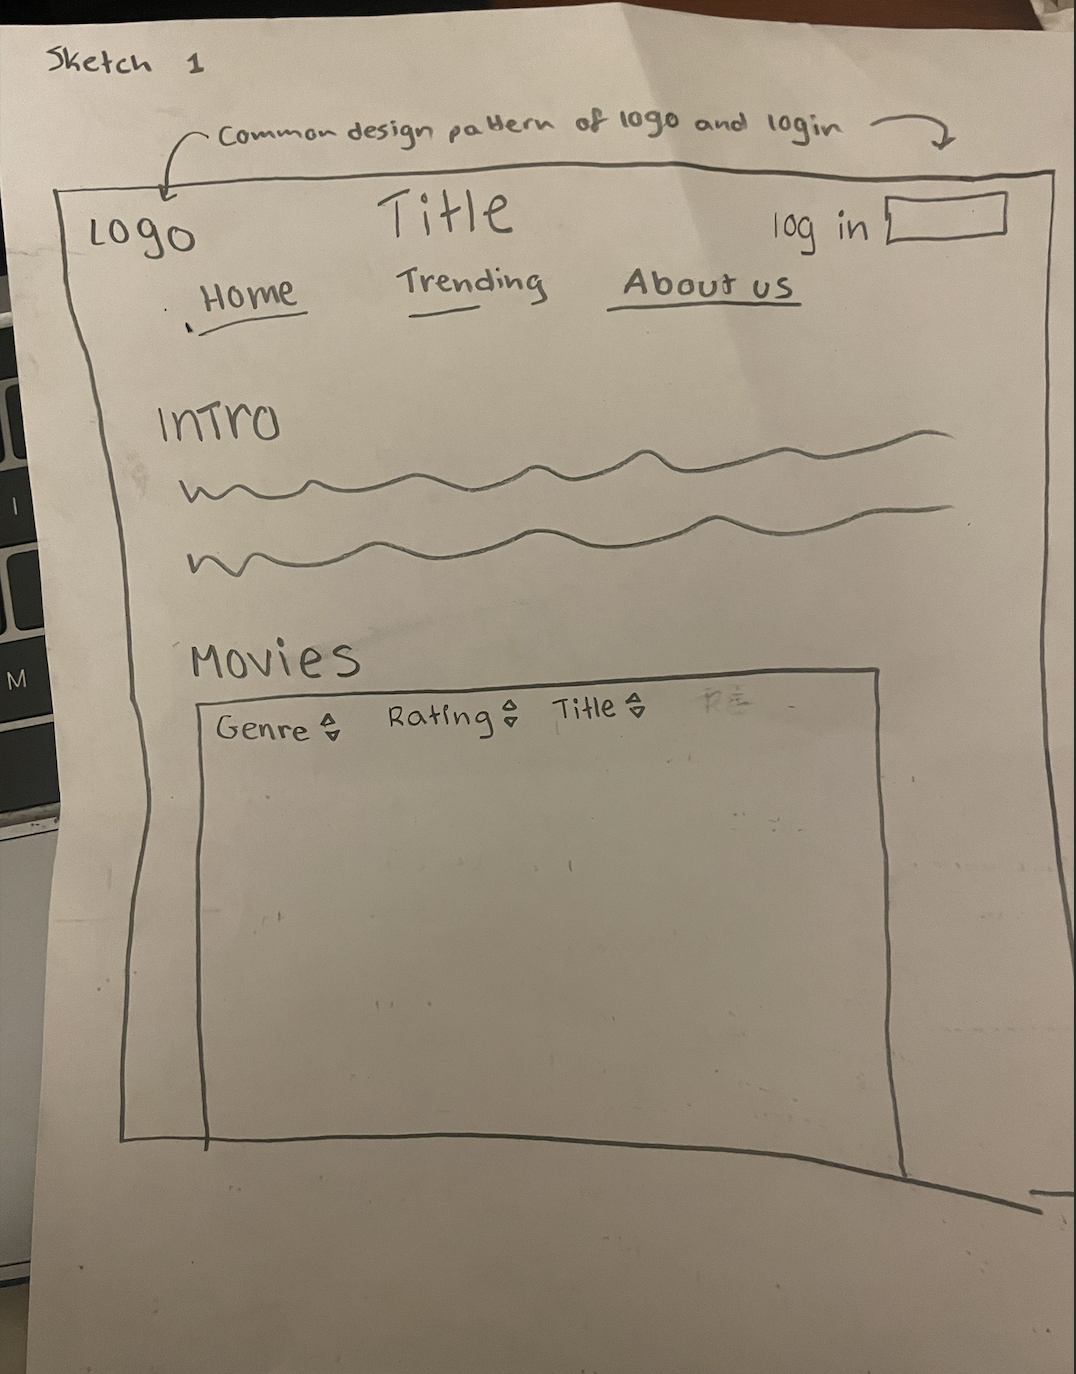 Sketch 1
Common design pattern of logo and login
Logo Title log in
Home Trending About us
Intro
Movies
Genre Rating Title
I
M